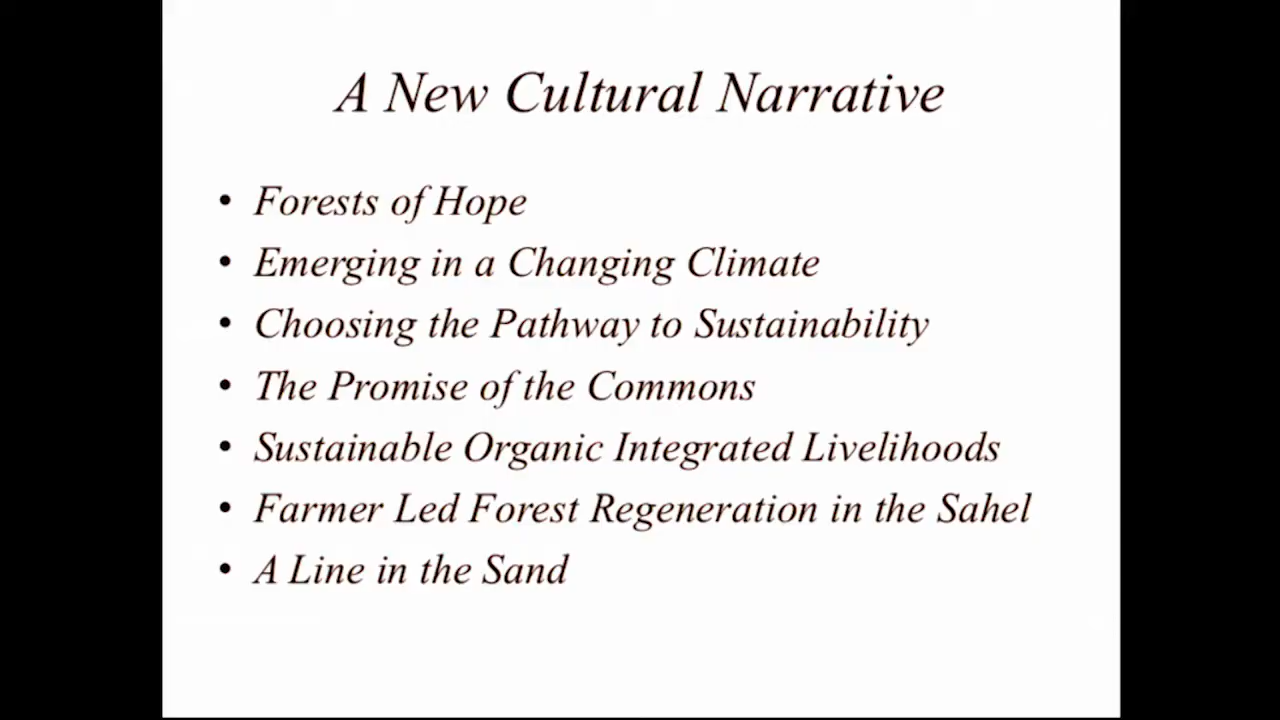 A New Cultural Narrative
• Forests of Hope
• Emerging in a Changing Climate
• Choosing the Pathway to Sustainability
• The Promise of the Commons
• Sustainable Organic Integrated Livelihoods
• Farmer Led Forest Regeneration in the Sahel
• A Line in the Sand